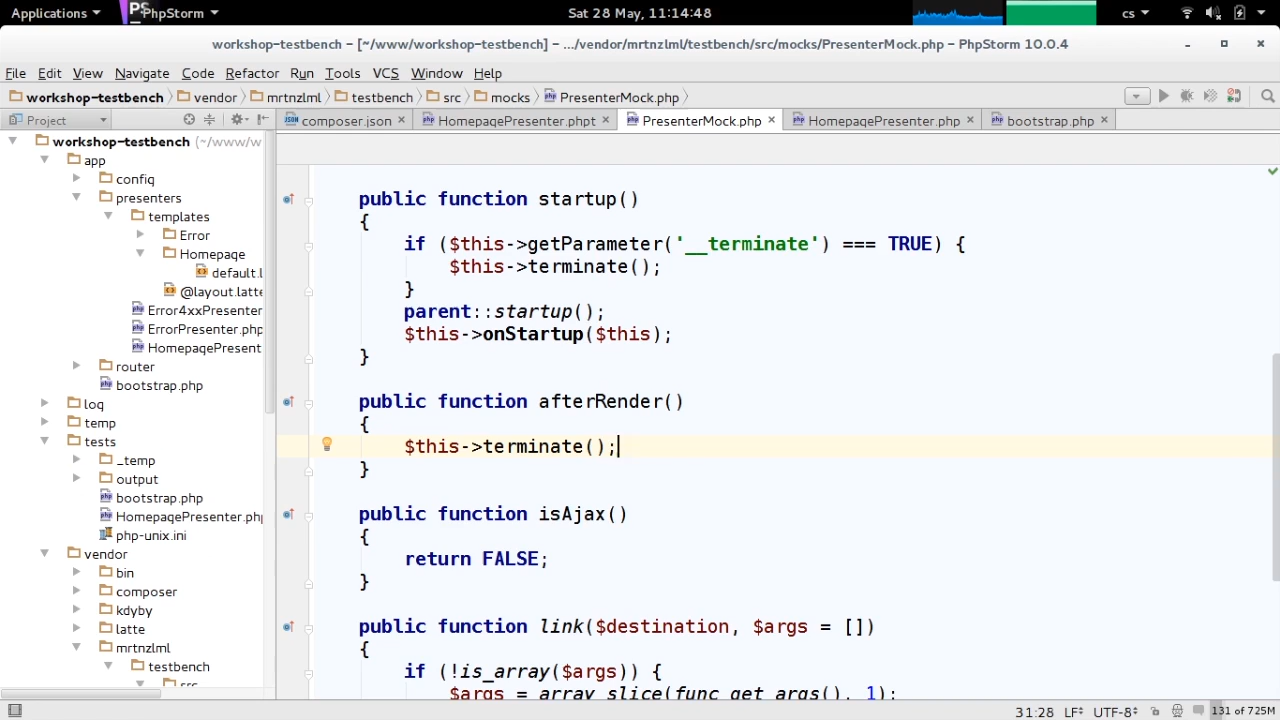 Applications
PS
PhpStorm
Sat 28 May, 11:14:48
cs
workshop-testbench - [~/www/workshop-testbench] - .../vendor/mrtnzlml/testbench/src/mocks/PresenterMock.php - PhpStorm 10.0.4
File Edit View Navigate Code Refactor Run Tools VCS Window Help
workshop-testbench vendor mrtnzlml testbench src mocks PresenterMock.php
Project
composer.json HomepagePresenter.phpt PresenterMock.php HomepagePresenter.php bootstrap.php
workshop-testbench (~/www/w
app
config
presenters
templates
Error
Homepage
default.l
@layout.latte
Error4xxPresenter
ErrorPresenter.php
HomepagePresent
router
bootstrap.php
log
temp
tests
_temp
output
bootstrap.php
HomepagePresenter.ph
php-unix.ini
vendor
bin
composer
kdyby
latte
mrtnzlml
testbench
src
public function startup()
{
if ($this->getParameter('__terminate') === TRUE) {
$this->terminate();
}
parent::startup();
$this->onStartup($this);
}
public function afterRender()
{
$this->terminate();
}
public function isAjax()
{
return FALSE;
}
public function link($destination, $args = [])
{
if (!is_array($args)) {
$args = array_slice(func_get_args(), 1);
31:28 LF UTF-8 131 of 725M